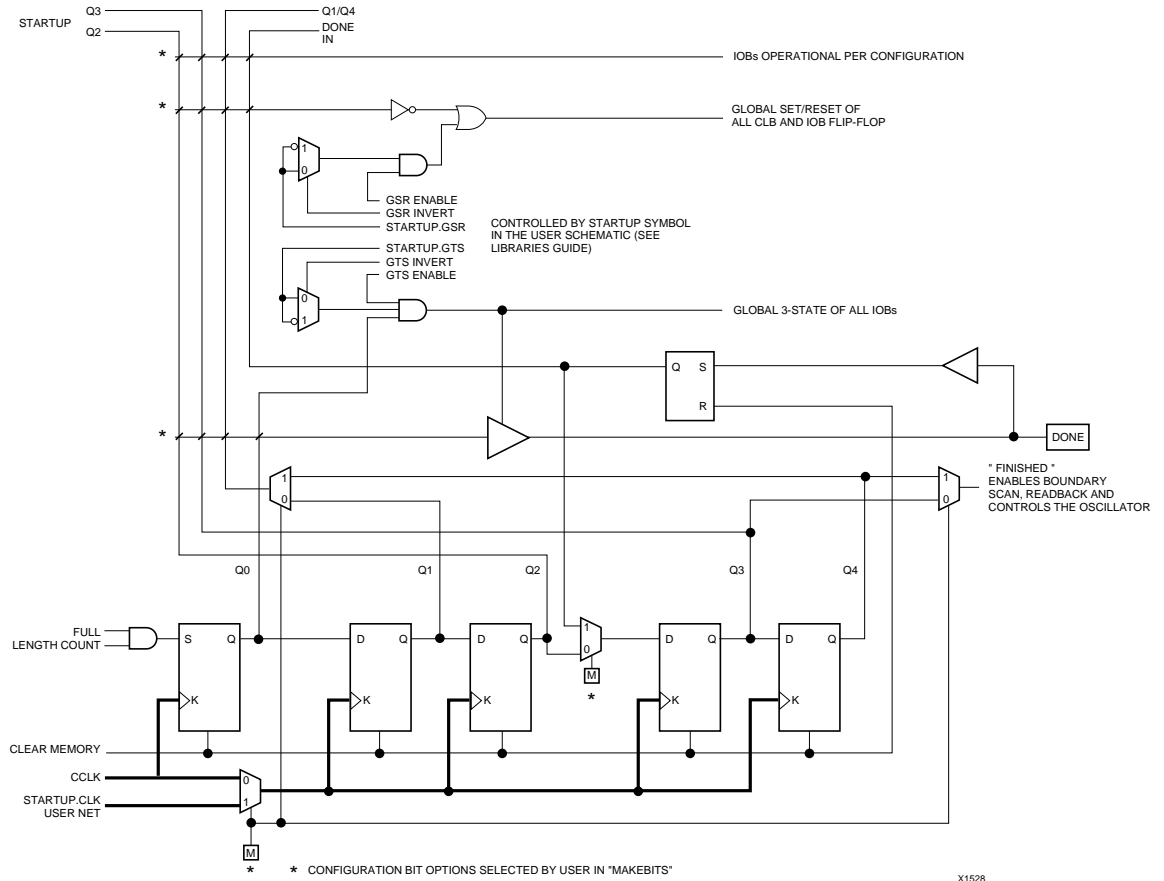 STARTUP
Q3
Q2
Q1/Q4
DONE
IN
*
IOBs OPERATIONAL PER CONFIGURATION
*
GLOBAL SET/RESET OF
ALL CLB AND IOB FLIP-FLOP
1
0
GSR ENABLE
GSR INVERT
STARTUP.GSR
CONTROLLED BY STARTUP SYMBOL
IN THE USER SCHEMATIC (SEE
LIBRARIES GUIDE)
STARTUP.GTS
GTS INVERT
GTS ENABLE
0
1
GLOBAL 3-STATE OF ALL IOBs
Q S
R
*
DONE
1
0
1
0
" FINISHED "
ENABLES BOUNDARY
SCAN, READBACK AND
CONTROLS THE OSCILLATOR
Q0
Q1
Q2
Q3
Q4
FULL
LENGTH COUNT
S Q
K
D Q
K
D Q
K
1
0
M
*
D Q
K
D Q
K
CLEAR MEMORY
CCLK
STARTUP.CLK
USER NET
0
1
M
*
* CONFIGURATION BIT OPTIONS SELECTED BY USER IN "MAKEBITS"
X1528